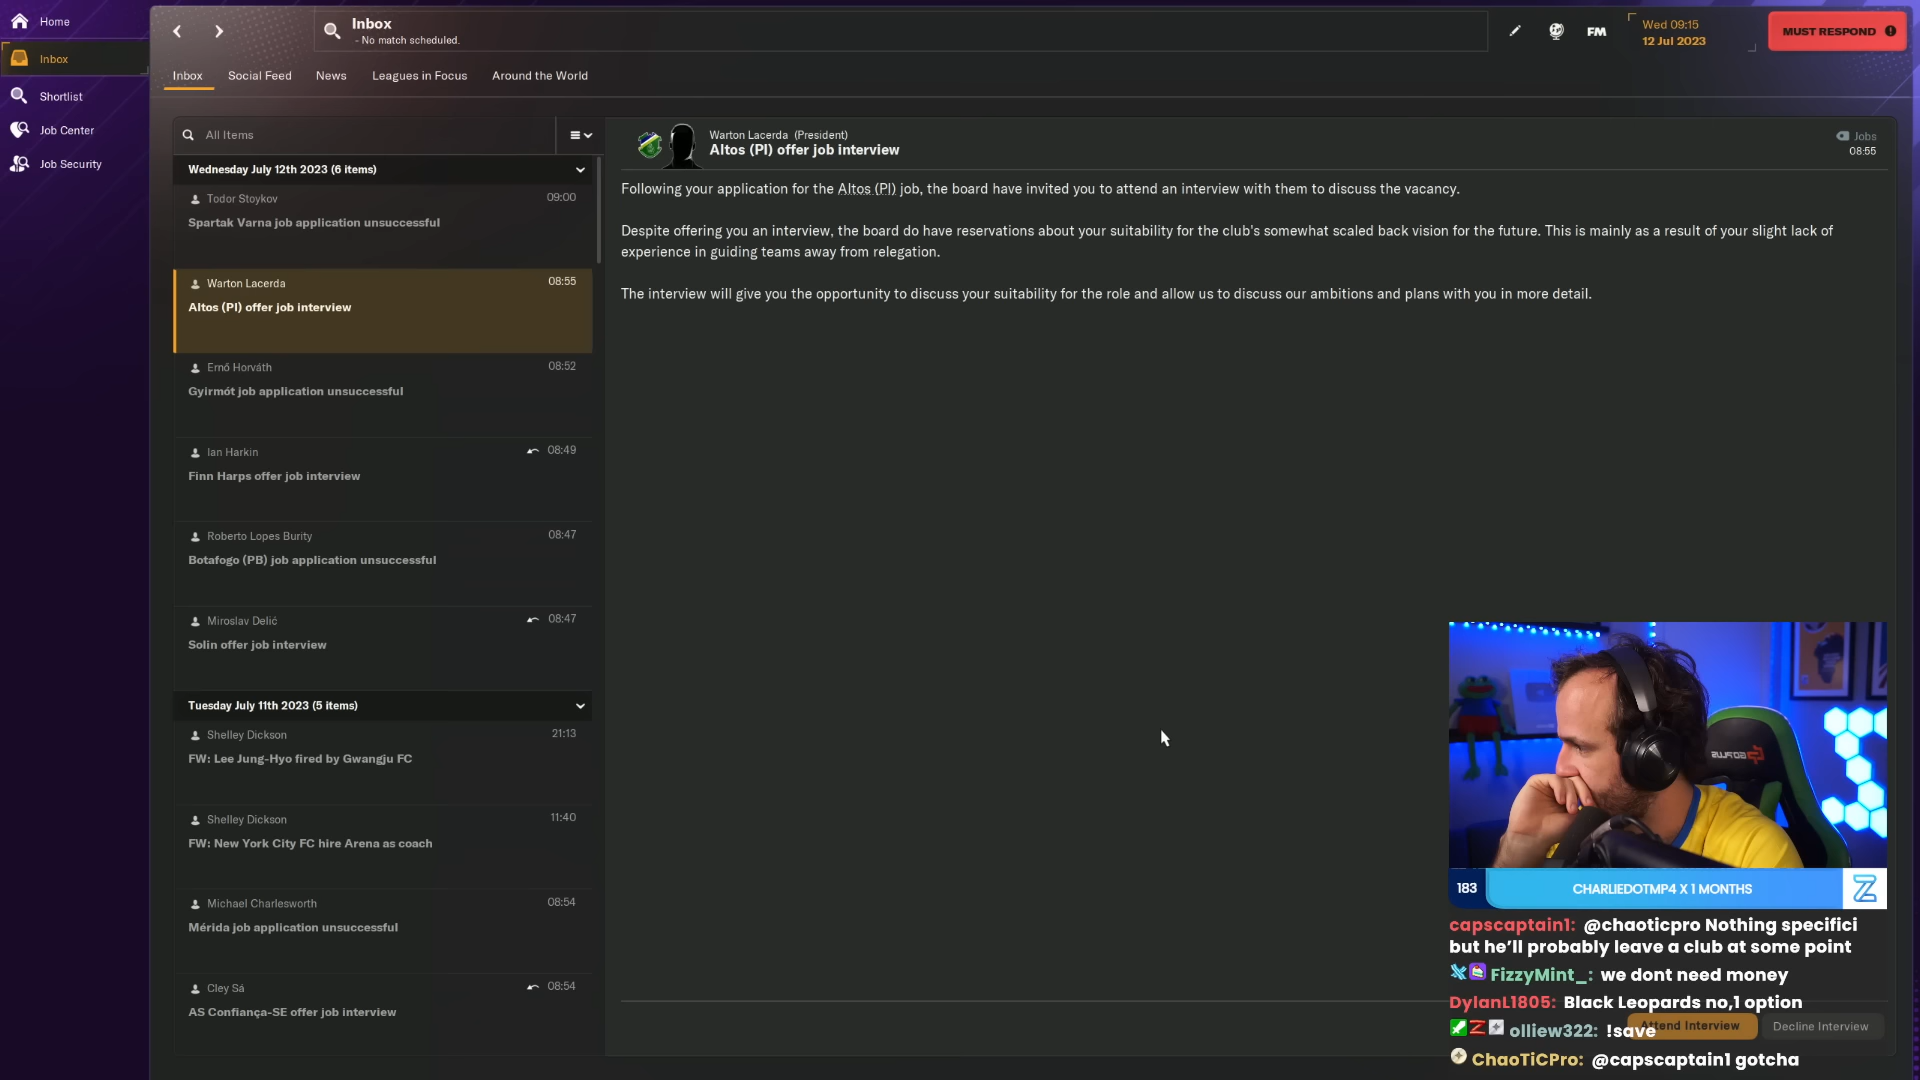 Home
Inbox
Shortlist
Job Center
Job Security
Inbox
- No match scheduled.
FM
Wed 09:15
12 Jul 2023
MUST RESPOND
Inbox
Social Feed
News
Leagues in Focus
Around the World
All Items
Wednesday July 12th 2023 (6 items)
Todor Stoykov
09:00
Spartak Varna job application unsuccessful
Warton Lacerda
08:55
Altos (PI) offer job interview
Ernő Horváth
08:52
Gyirmót job application unsuccessful
Ian Harkin
08:49
Finn Harps offer job interview
Roberto Lopes Burity
08:47
Botafogo (PB) job application unsuccessful
Miroslav Delić
08:47
Solin offer job interview
Tuesday July 11th 2023 (5 items)
Shelley Dickson
21:13
FW: Lee Jung-Hyo fired by Gwangju FC
Shelley Dickson
11:40
FW: New York City FC hire Arena as coach
Michael Charlesworth
08:54
Mérida job application unsuccessful
Cley Sá
08:54
AS Confiança-SE offer job interview
Warton Lacerda (President)
Altos (PI) offer job interview
Jobs
08:55
Following your application for the Altos (PI) job, the board have invited you to attend an interview with them to discuss the vacancy.
Despite offering you an interview, the board do have reservations about your suitability for the club's somewhat scaled back vision for the future. This is mainly as a result of your slight lack of
experience in guiding teams away from relegation.
The interview will give you the opportunity to discuss your suitability for the role and allow us to discuss our ambitions and plans with you in more detail.
183
CHARLIEDOTMP4 X 1 MONTHS
capscaptain1: @chaoticpro Nothing specifici
but he'll probably leave a club at some point
FizzyMint_: we dont need money
DylanL1805: Black Leopards no,1 option
olliew322: !save
Attend Interview
Decline Interview
ChaoTiCPro: @capscaptain1 gotcha